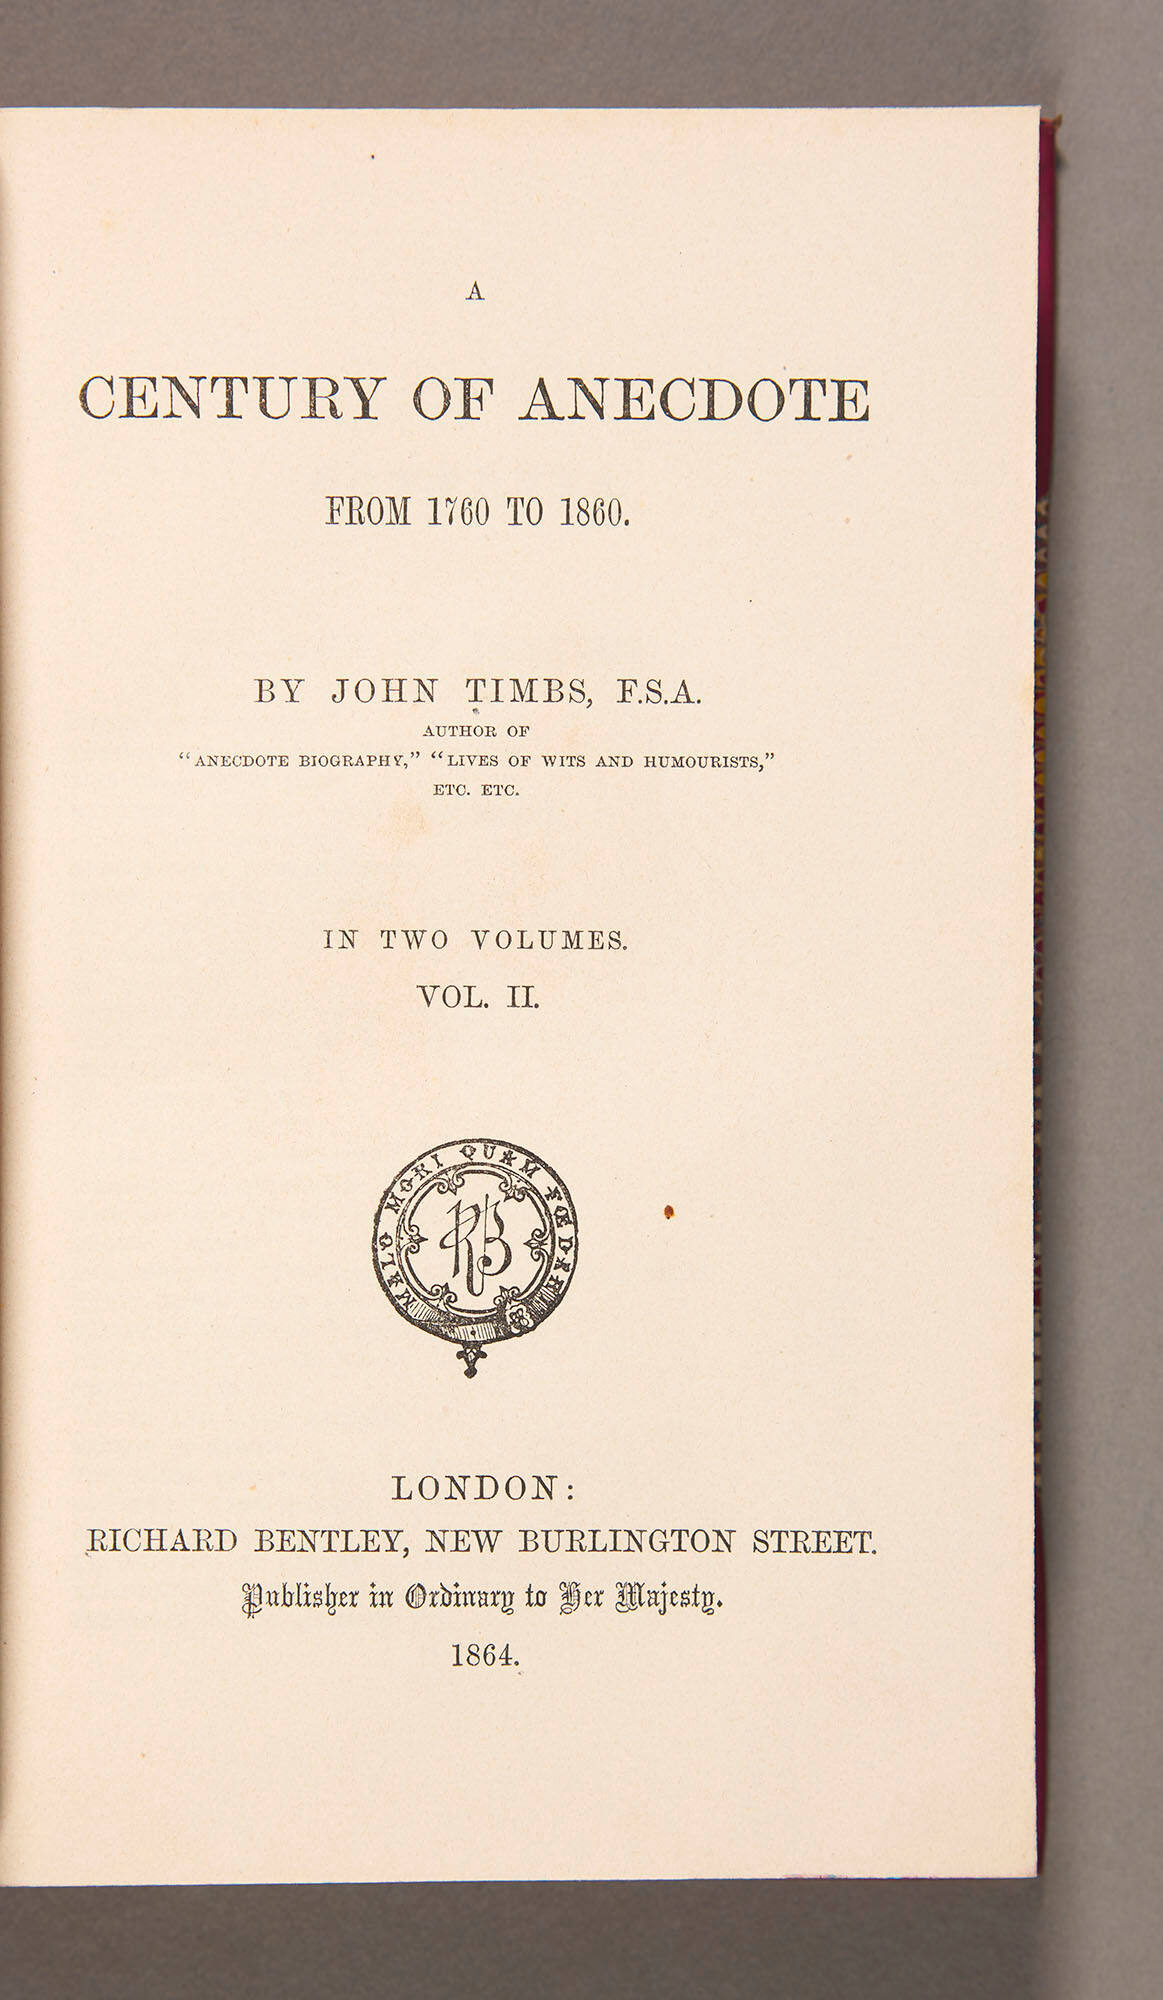 A
CENTURY OF ANECDOTE
FROM 1760 TO 1860.
BY JOHN TIMBS, F.S.A.
AUTHOR OF
“ANECDOTE BIOGRAPHY,” “LIVES OF WITS AND HUMOURISTS,”
ETC. ETC.
IN TWO VOLUMES.
VOL. II.
MALO MORI QUAM FŒDARI
RB
LONDON:
RICHARD BENTLEY, NEW BURLINGTON STREET.
Publisher in Ordinary to Her Majesty.
1864.